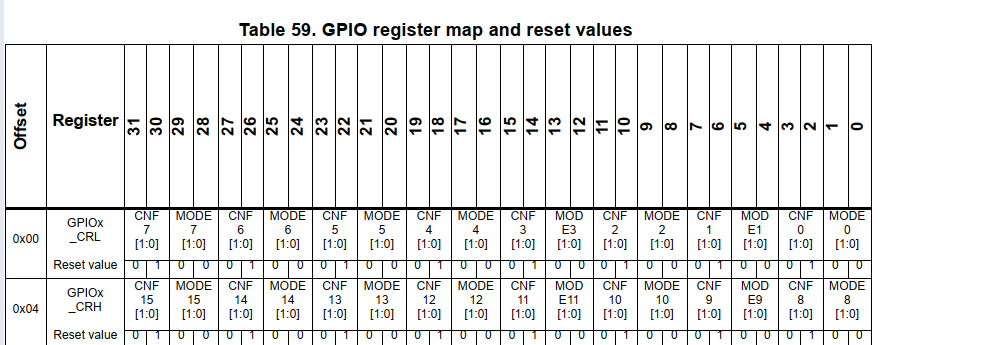 Table 59. GPIO register map and reset values
Offset Register 31 30 29 28 27 26 25 24 23 22 21 20 19 18 17 16 15 14 13 12 11 10 9 8 7 6 5 4 3 2 1 0
0x00 GPIOx _CRL CNF 7 [1:0] MODE 7 [1:0] CNF 6 [1:0] MODE 6 [1:0] CNF 5 [1:0] MODE 5 [1:0] CNF 4 [1:0] MODE 4 [1:0] CNF 3 [1:0] MOD E3 [1:0] CNF 2 [1:0] MODE 2 [1:0] CNF 1 [1:0] MOD E1 [1:0] CNF 0 [1:0] MODE 0 [1:0]
Reset value 0 1 0 0 0 1 0 0 0 1 0 0 0 1 0 0 0 1 0 0 0 1 0 0 0 1 0 0 0 1 0 0
0x04 GPIOx _CRH CNF 15 [1:0] MODE 15 [1:0] CNF 14 [1:0] MODE 14 [1:0] CNF 13 [1:0] MODE 13 [1:0] CNF 12 [1:0] MODE 12 [1:0] CNF 11 [1:0] MOD E11 [1:0] CNF 10 [1:0] MODE 10 [1:0] CNF 9 [1:0] MOD E9 [1:0] CNF 8 [1:0] MODE 8 [1:0]
Reset value 0 1 0 0 0 1 0 0 0 1 0 0 0 1 0 0 0 1 0 0 0 1 0 0 0 1 0 0 0 1 0 0